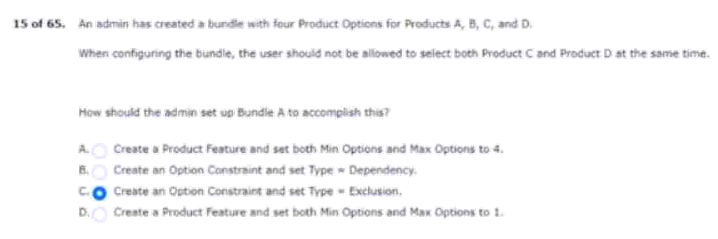 15 of 65. An admin has created a bundle with four Product Options for Products A, B, C, and D.
When configuring the bundle, the user should not be allowed to select both Product C and Product D at the same time.
How should the admin set up Bundle A to accomplish this?
A. Create a Product Feature and set both Min Options and Max Options to 4.
B. Create an Option Constraint and set Type = Dependency.
C. Create an Option Constraint and set Type = Exclusion.
D. Create a Product Feature and set both Min Options and Max Options to 1.